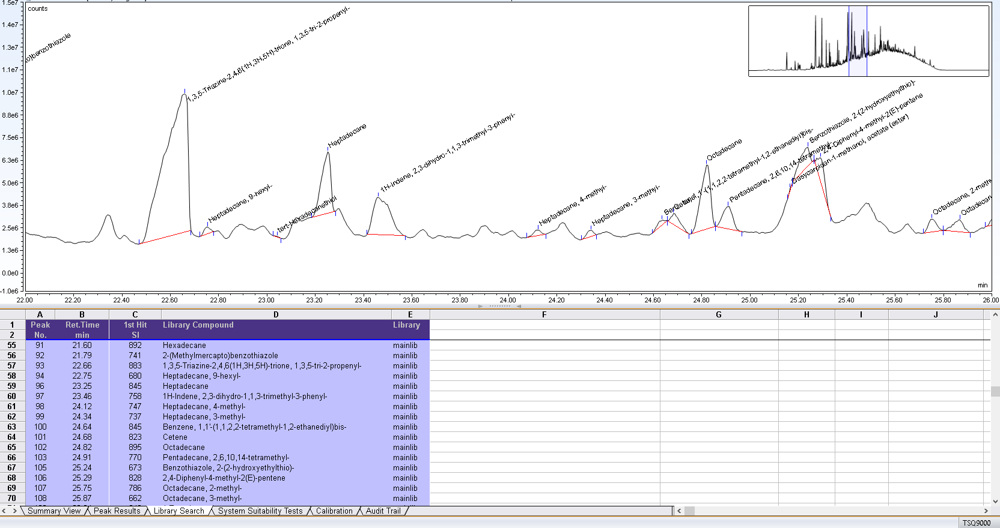 1.5e7
counts
1.4e7
1.3e7
1.1e7
1.0e7
8.8e6
7.5e6
6.3e6
5.0e6
3.8e6
2.5e6
1.3e6
0.0e0
-1.0e6
o)benzothiazole
1,3,5-Triazine-2,4,6(1H,3H,5H)-trione, 1,3,5-tri-2-propenyl-
Heptadecane, 9-hexyl-
tert-Hexadecanethiol
Heptadecane
1H-Indene, 2,3-dihydro-1,1,3-trimethyl-3-phenyl-
Heptadecane, 4-methyl-
Heptadecane, 3-methyl-
1'-(1,1,2,2-tetramethyl-1,2-ethanediyl)bis-
Octadecane
Pentadecane, 2,6,10,14-tetramethyl-
Dasycarpidan-1-methanol, acetate (ester)
Benzothiazole, 2-(2-hydroxyethylthio)-
2,4-Diphenyl-4-methyl-2(E)-pentene
Octadecane, 2-methy
Octadecan
min
22.00 22.20 22.40 22.60 22.80 23.00 23.20 23.40 23.60 23.80 24.00 24.20 24.40 24.60 24.80 25.00 25.20 25.40 25.60 25.80 26.00
A B C D E F G H I J
1 Peak Ret.Time 1st Hit Library Compound Library
2 No. min SI
55 91 21.60 892 Hexadecane mainlib
56 92 21.79 741 2-(Methylmercapto)benzothiazole mainlib
57 93 22.66 883 1,3,5-Triazine-2,4,6(1H,3H,5H)-trione, 1,3,5-tri-2-propenyl- mainlib
58 94 22.75 680 Heptadecane, 9-hexyl- mainlib
59 96 23.25 845 Heptadecane mainlib
60 97 23.46 758 1H-Indene, 2,3-dihydro-1,1,3-trimethyl-3-phenyl- mainlib
61 98 24.12 747 Heptadecane, 4-methyl- mainlib
62 99 24.34 737 Heptadecane, 3-methyl- mainlib
63 100 24.64 845 Benzene, 1,1'-(1,1,2,2-tetramethyl-1,2-ethanediyl)bis- mainlib
64 101 24.68 823 Cetene mainlib
65 102 24.82 895 Octadecane mainlib
66 103 24.91 770 Pentadecane, 2,6,10,14-tetramethyl- mainlib
67 105 25.24 673 Benzothiazole, 2-(2-hydroxyethylthio)- mainlib
68 106 25.29 828 2,4-Diphenyl-4-methyl-2(E)-pentene mainlib
69 107 25.75 786 Octadecane, 2-methyl- mainlib
70 108 25.87 662 Octadecane, 3-methyl- mainlib
Summary View Peak Results Library Search System Suitability Tests Calibration Audit Trail
TSQ9000